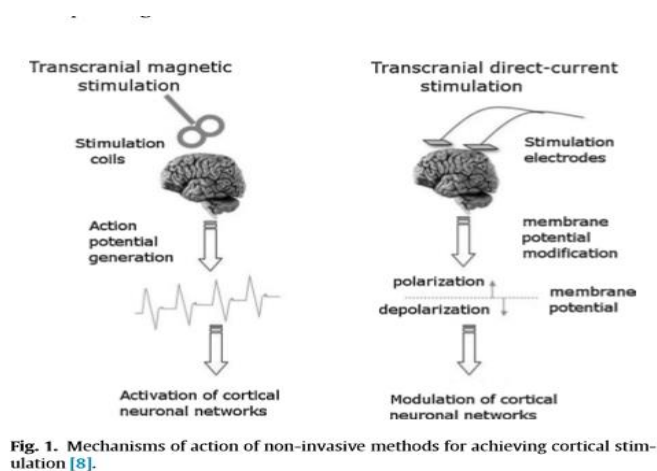 Transcranial magnetic
stimulation
Stimulation
coils
Action
potential
generation
Activation of cortical
neuronal networks
Transcranial direct-current
stimulation
Stimulation
electrodes
membrane
potential
modification
polarization
depolarization
membrane
potential
Modulation of cortical
neuronal networks
Fig. 1. Mechanisms of action of non-invasive methods for achieving cortical stim-
ulation [8].